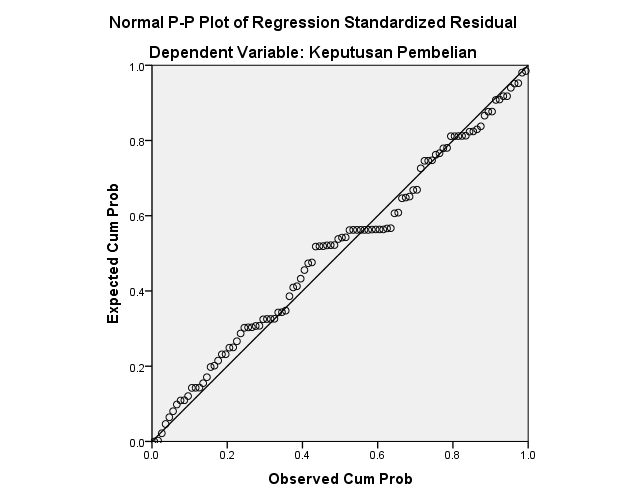 Normal P-P Plot of Regression Standardized Residual
Dependent Variable: Keputusan Pembelian
1.0
0.8
0.6
0.4
0.2
0.0
Expected Cum Prob
0.0 0.2 0.4 0.6 0.8 1.0
Observed Cum Prob